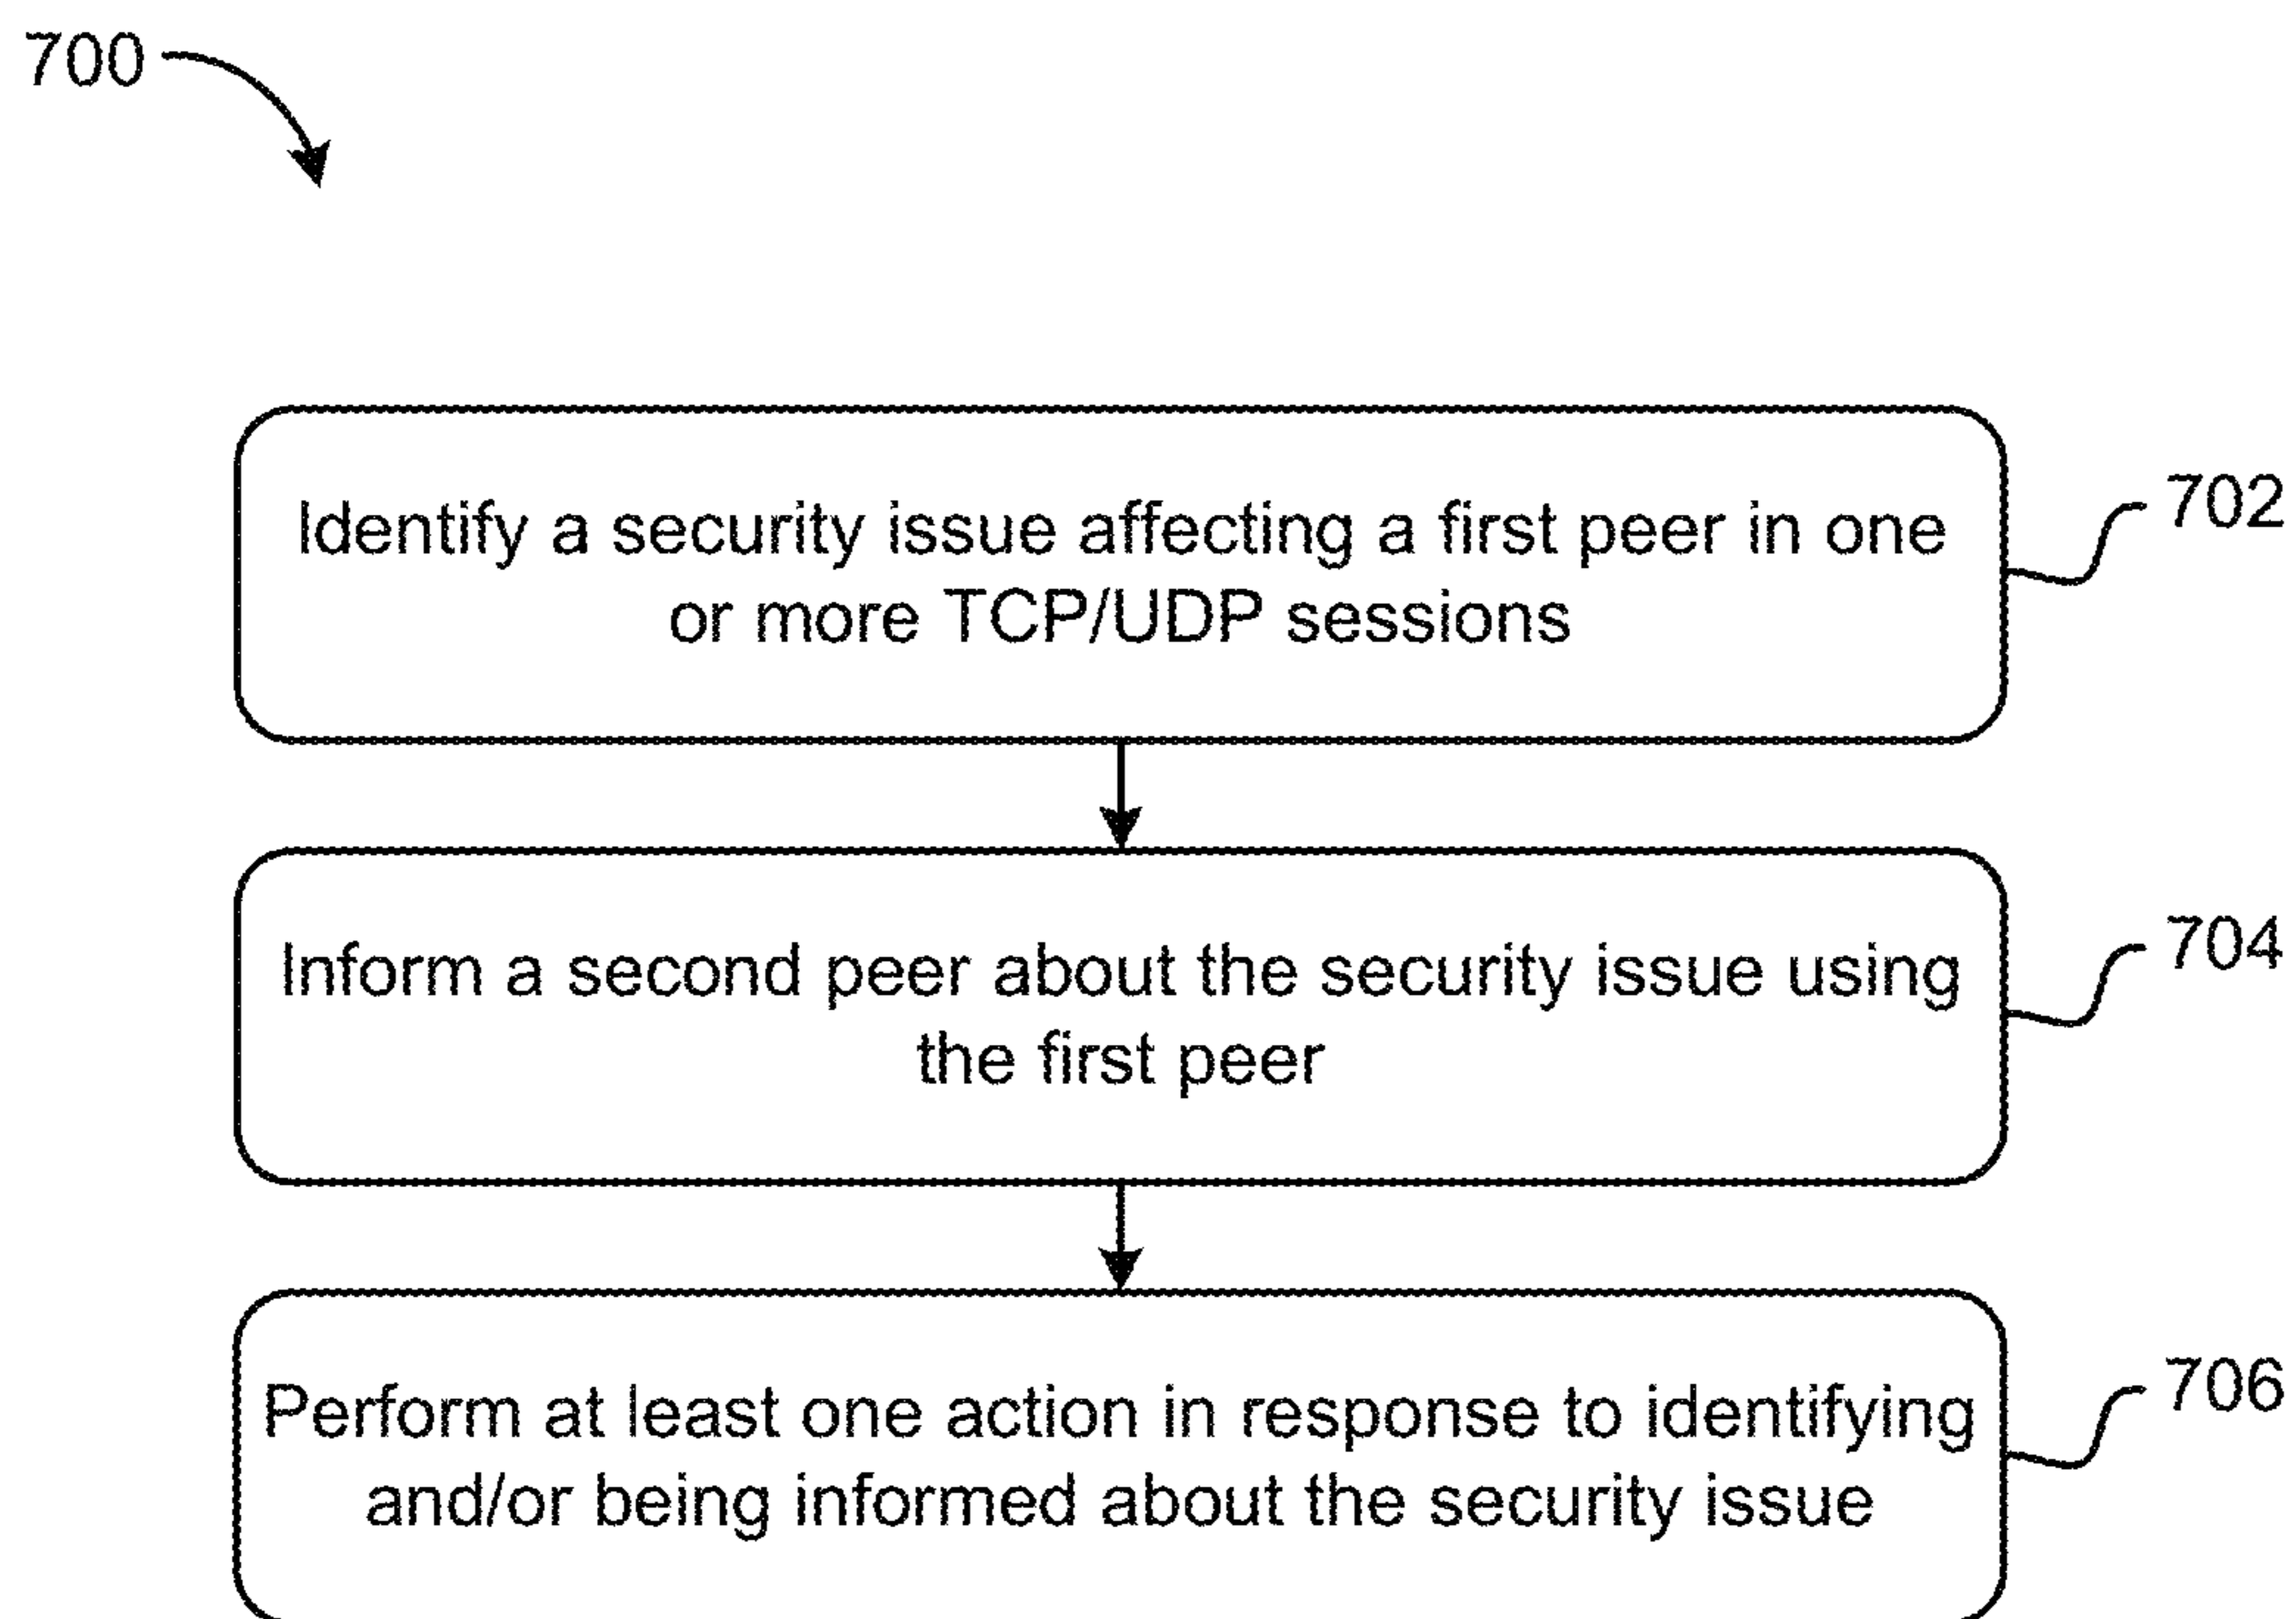 700
Identify a security issue affecting a first peer in one
or more TCP/UDP sessions
702
Inform a second peer about the security issue using
the first peer
704
Perform at least one action in response to identifying
and/or being informed about the security issue
706